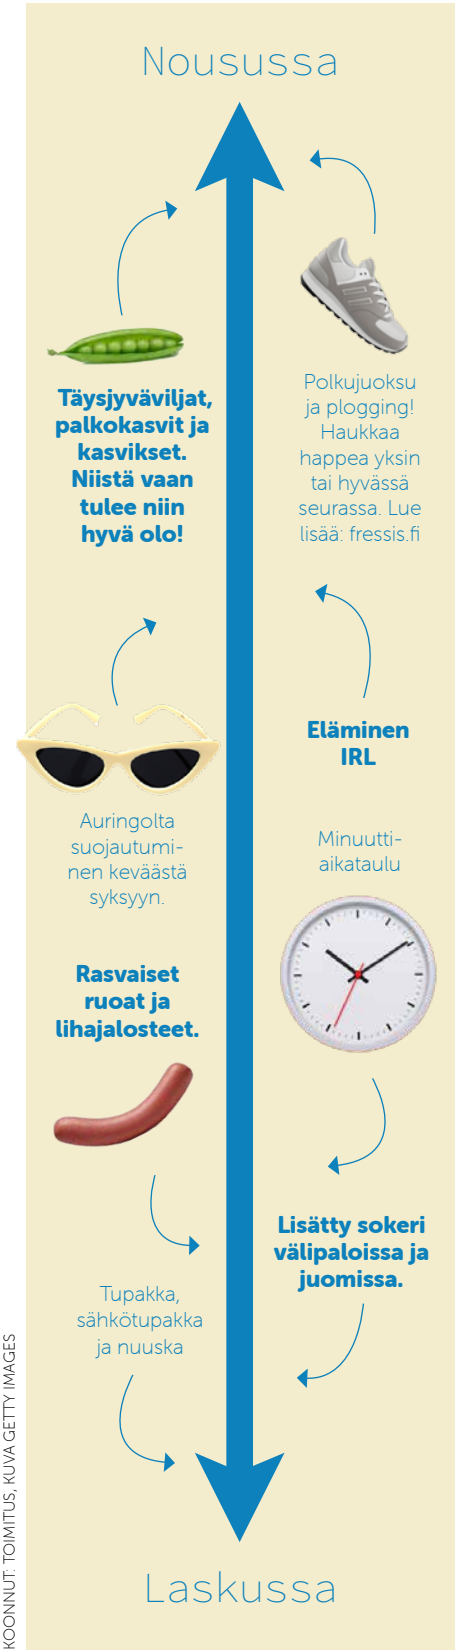 Nousussa
Täysjyväviljat,
palkokasvit ja
kasvikset.
Niistä vaan
tulee niin
hyvä olo!
Polkujuoksu
ja plogging!
Haukkaa
happea yksin
tai hyvässä
seurassa. Lue
lisää: fressis.fi
Auringolta
suojautumi-
nen keväästä
syksyyn.
Eläminen
IRL
Minuutti-
aikataulu
Rasvaiset
ruoat ja
lihajalosteet.
Lisätty sokeri
välipaloissa ja
juomissa.
Tupakka,
sähkötupakka
ja nuuska
Laskussa
KOONNUT: TOIMITUS, KUVA GETTY IMAGES